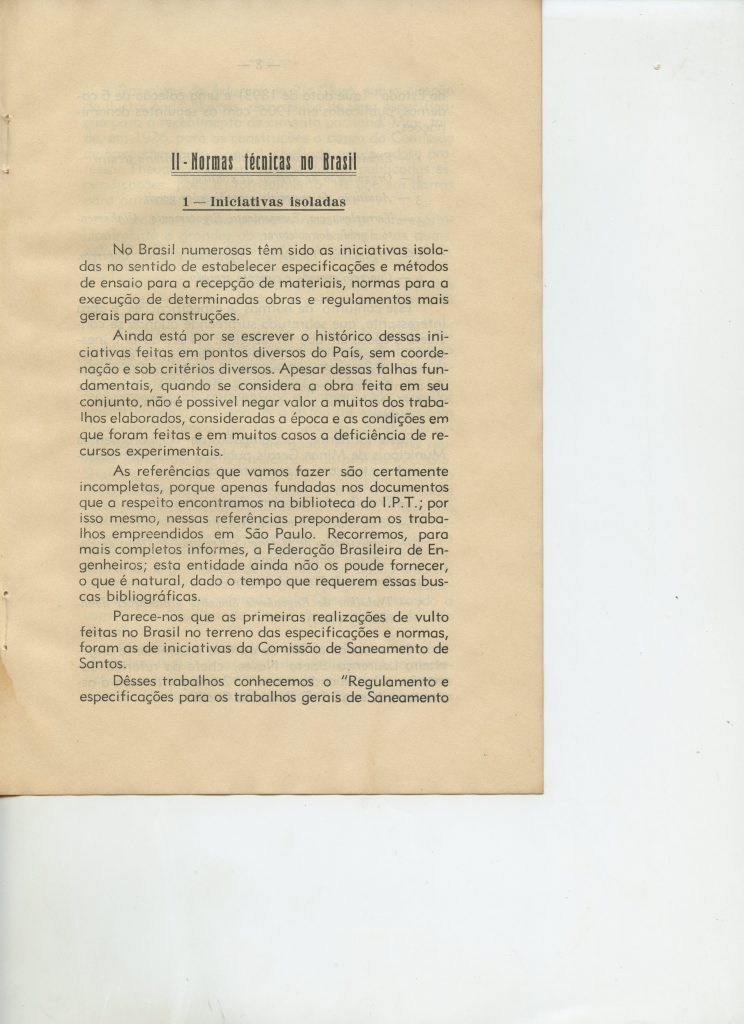 II - Normas técnicas no Brasil
1 — Iniciativas isoladas
No Brasil numerosas têm sido as iniciativas isola-
das no sentido de estabelecer especificações e métodos
de ensaio para a recepção de materiais, normas para a
execução de determinadas obras e regulamentos mais
gerais para construções.
Ainda está por se escrever o histórico dessas ini-
ciativas feitas em pontos diversos do País, sem coorde-
nação e sob critérios diversos. Apesar dessas falhas fun-
damentais, quando se considera a obra feita em seu
conjunto, não é possivel negar valor a muitos dos traba-
lhos elaborados, consideradas a época e as condições em
que foram feitas e em muitos casos a deficiência de re-
cursos experimentais.
As referências que vamos fazer são certamente
incompletas, porque apenas fundadas nos documentos
que a respeito encontramos na biblioteca do I.P.T.; por
isso mesmo, nessas referências preponderam os traba-
lhos empreendidos em São Paulo. Recorremos, para
mais completos informes, a Federação Brasileira de En-
genheiros; esta entidade ainda não os poude fornecer,
o que é natural, dado o tempo que requerem essas bus-
cas bibliográficas.
Parece-nos que as primeiras realizações de vulto
feitas no Brasil no terreno das especificações e normas,
foram as de iniciativas da Comissão de Saneamento de
Santos.
Dêsses trabalhos conhecemos o "Regulamento e
especificações para os trabalhos gerais de Saneamento